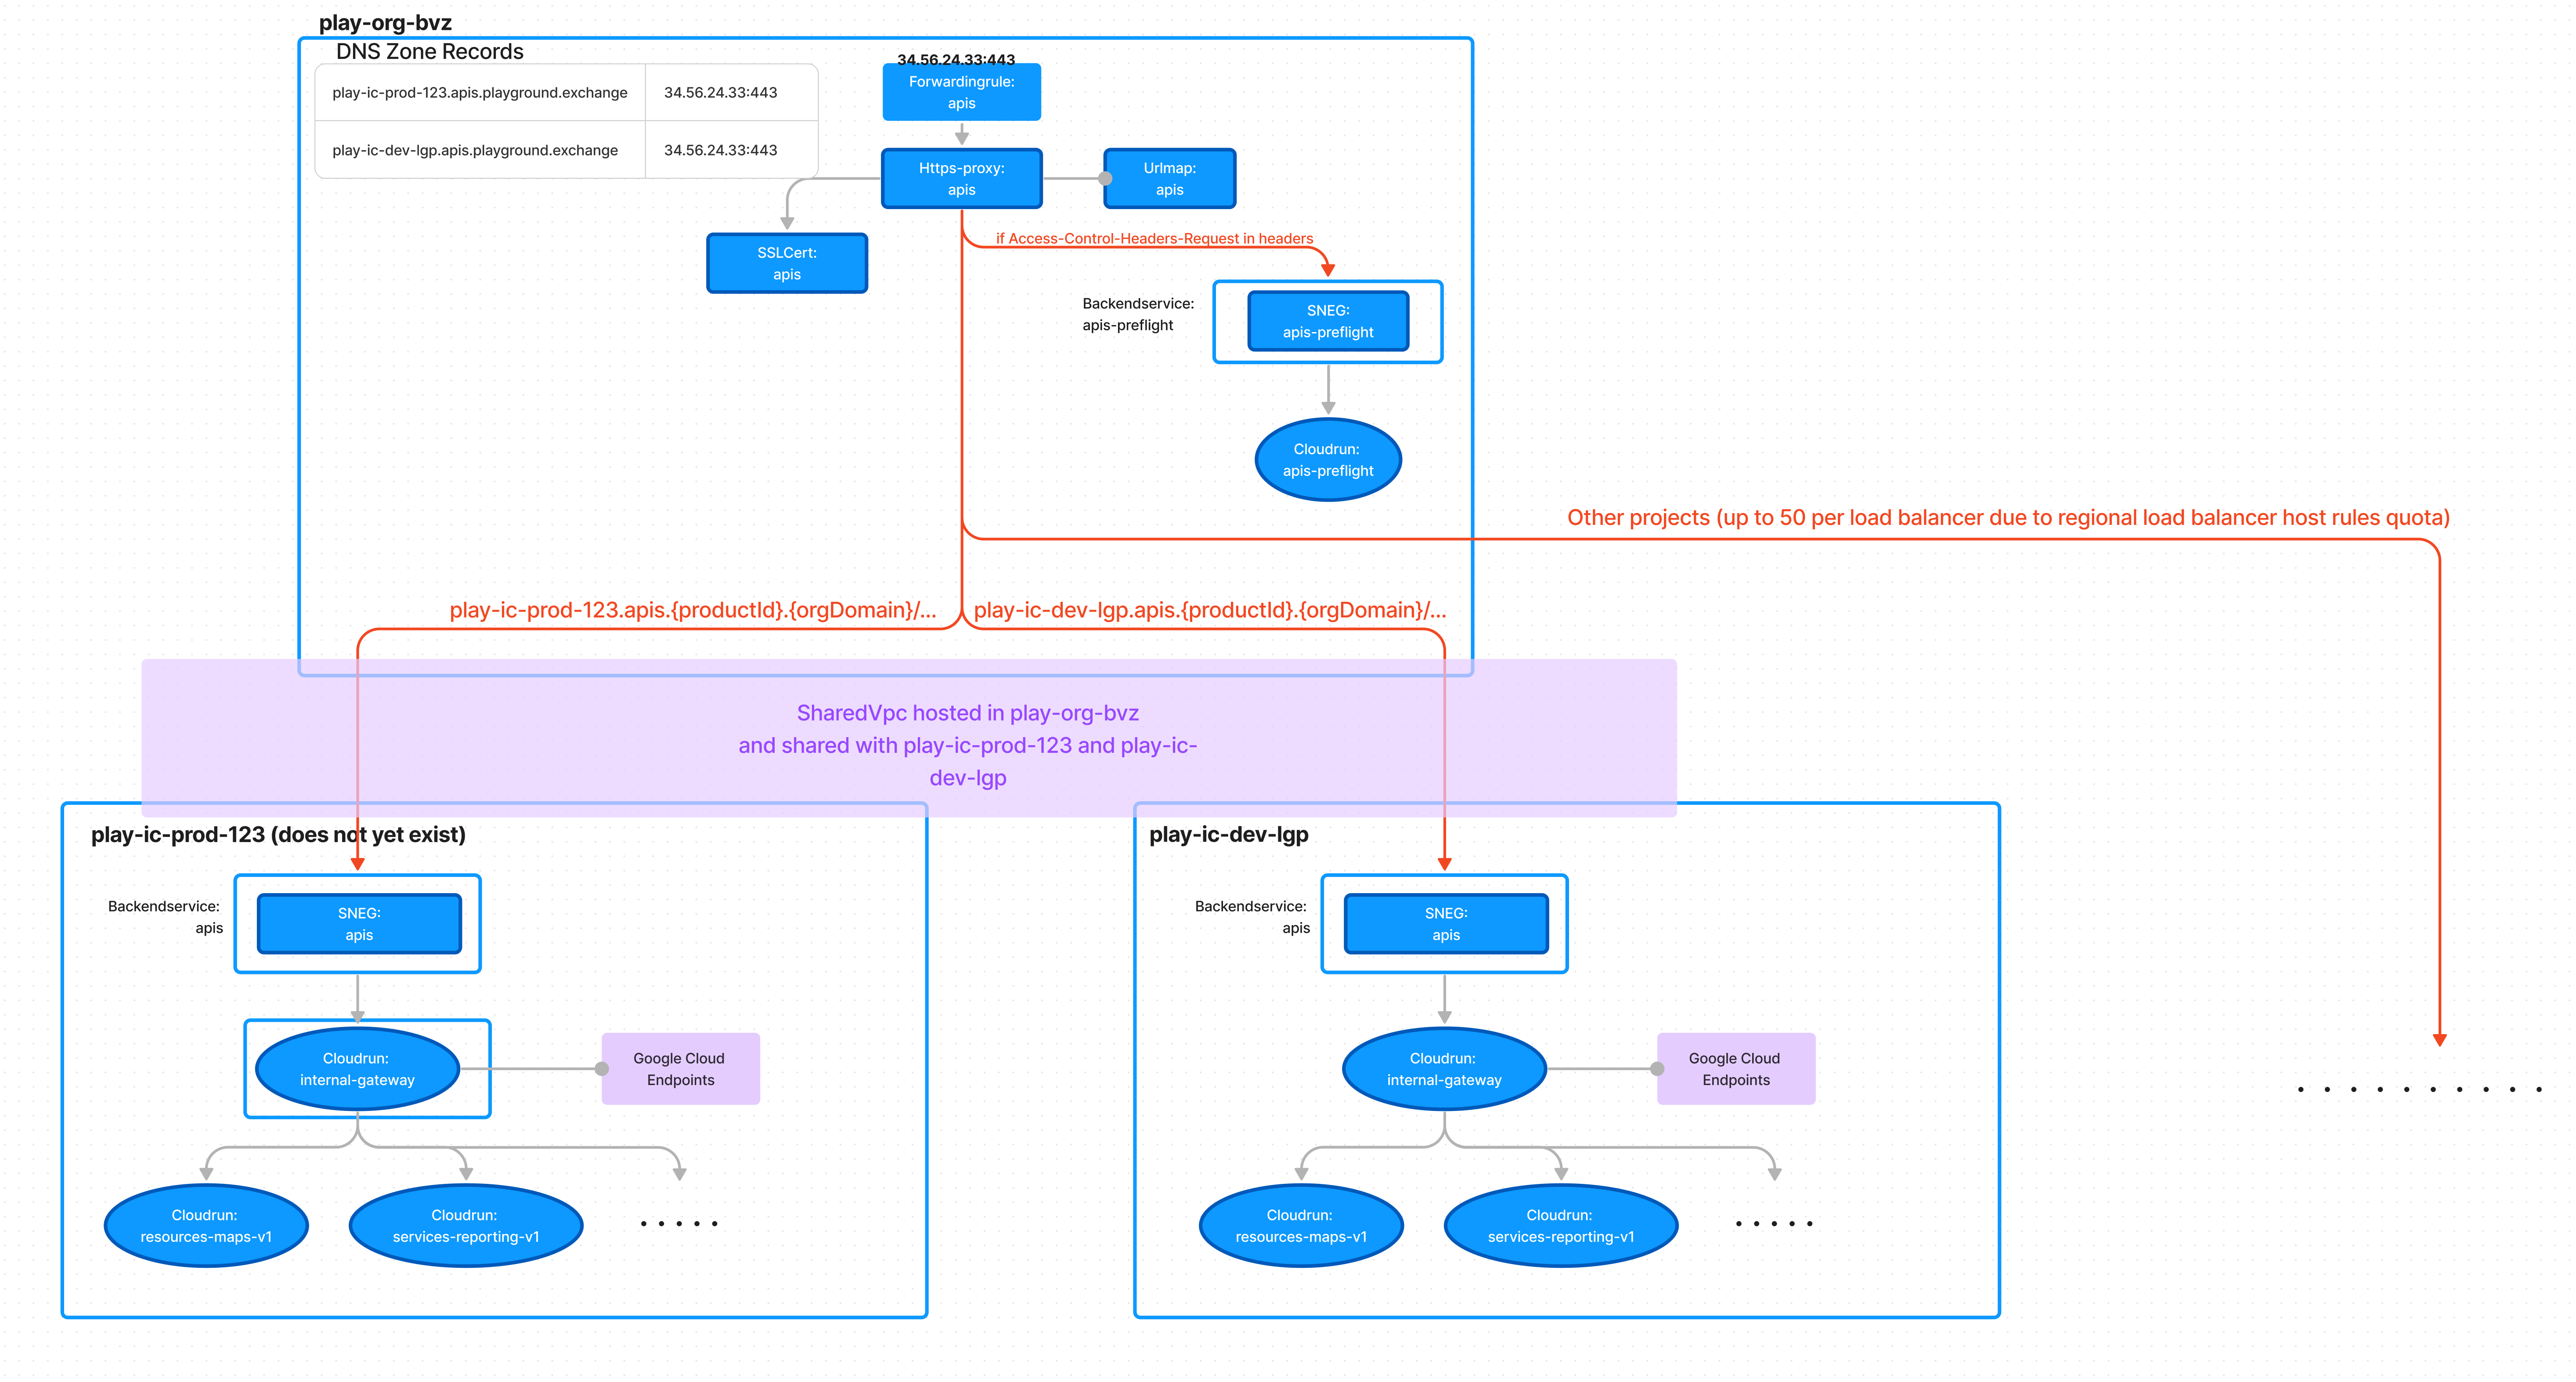 play-org-bvz
DNS Zone Records
play-ic-prod-123.apis.playground.exchange 34.56.24.33:443
play-ic-dev-lgp.apis.playground.exchange 34.56.24.33:443
34.56.24.33:443
Forwardingrule:
apis
Https-proxy:
apis
Urlmap:
apis
SSLCert:
apis
if Access-Control-Headers-Request in headers
Backendservice:
apis-preflight
SNEG:
apis-preflight
Cloudrun:
apis-preflight
Other projects (up to 50 per load balancer due to regional load balancer host rules quota)
play-ic-prod-123.apis.{productId}.{orgDomain}/...
play-ic-dev-lgp.apis.{productId}.{orgDomain}/...
SharedVpc hosted in play-org-bvz
and shared with play-ic-prod-123 and play-ic-
dev-lgp
play-ic-prod-123 (does not yet exist)
Backendservice:
apis
SNEG:
apis
Cloudrun:
internal-gateway
Google Cloud
Endpoints
Cloudrun:
resources-maps-v1
Cloudrun:
services-reporting-v1
. . . . .
play-ic-dev-lgp
Backendservice:
apis
SNEG:
apis
Cloudrun:
internal-gateway
Google Cloud
Endpoints
Cloudrun:
resources-maps-v1
Cloudrun:
services-reporting-v1
. . . . .
. . . . . . . . . .